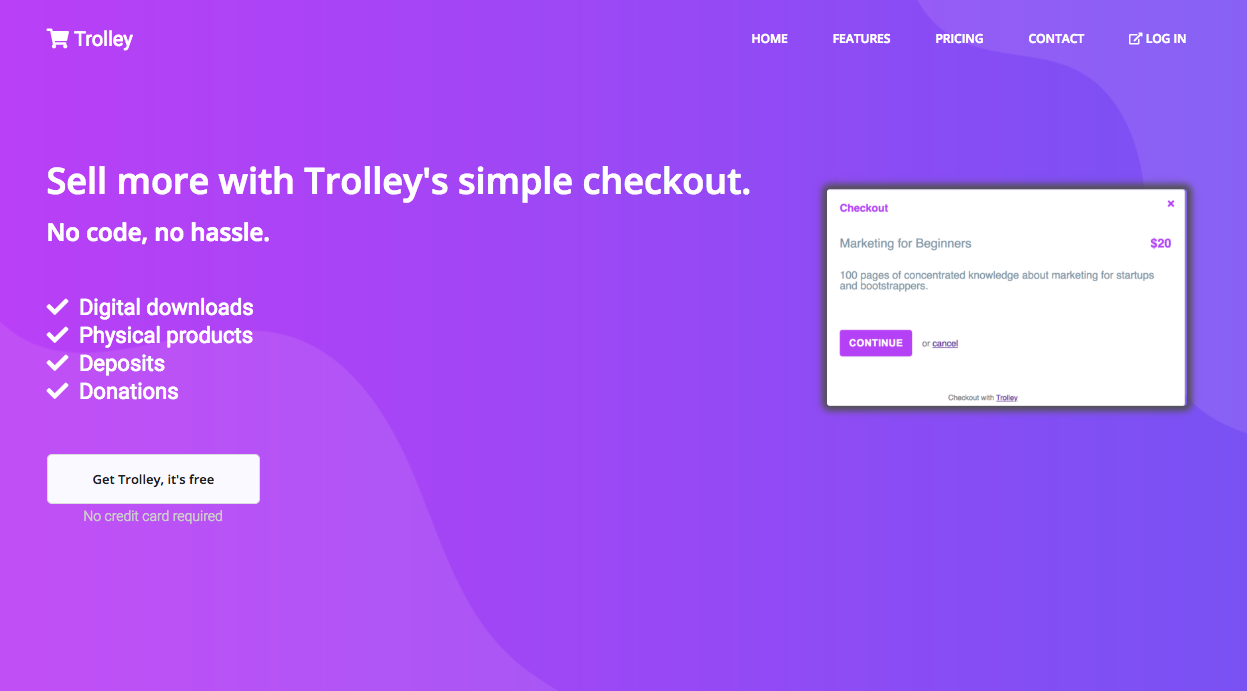 Trolley
HOME FEATURES PRICING CONTACT LOG IN
Sell more with Trolley's simple checkout.
No code, no hassle.
Digital downloads
Physical products
Deposits
Donations
Get Trolley, it's free
No credit card required
Checkout ×
Marketing for Beginners $20
100 pages of concentrated knowledge about marketing for startups
and bootstrappers.
CONTINUE or cancel
Checkout with Trolley